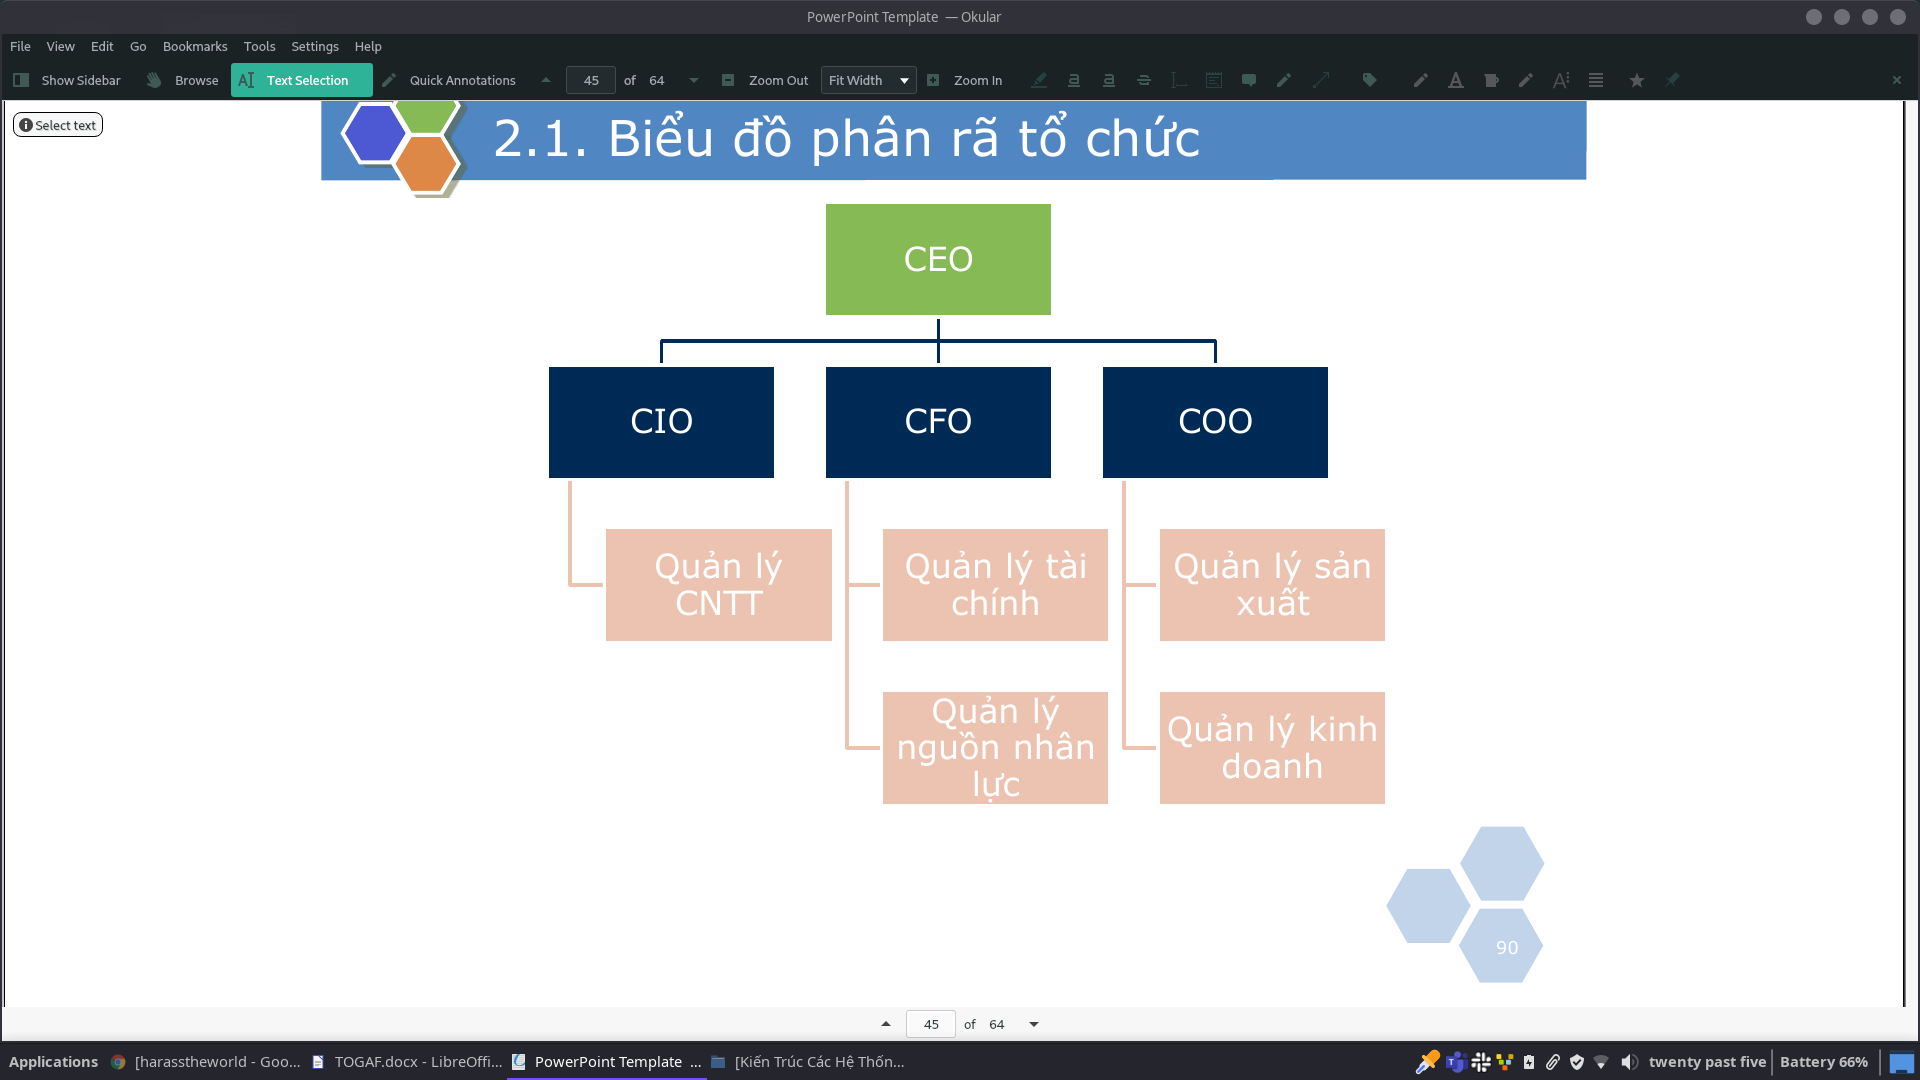 PowerPoint Template — Okular
File View Edit Go Bookmarks Tools Settings Help
Show Sidebar Browse Text Selection Quick Annotations 45 of 64 Zoom Out Fit Width Zoom In
Select text
2.1. Biểu đồ phân rã tổ chức
CEO
CIO CFO COO
Quản lý
CNTT
Quản lý tài
chính
Quản lý sản
xuất
Quản lý
nguồn nhân
lực
Quản lý kinh
doanh
90
45 of 64
Applications [harasstheworld - Goo... TOGAF.docx - LibreOffi... PowerPoint Template ... [Kiến Trúc Các Hệ Thốn... twenty past five Battery 66%